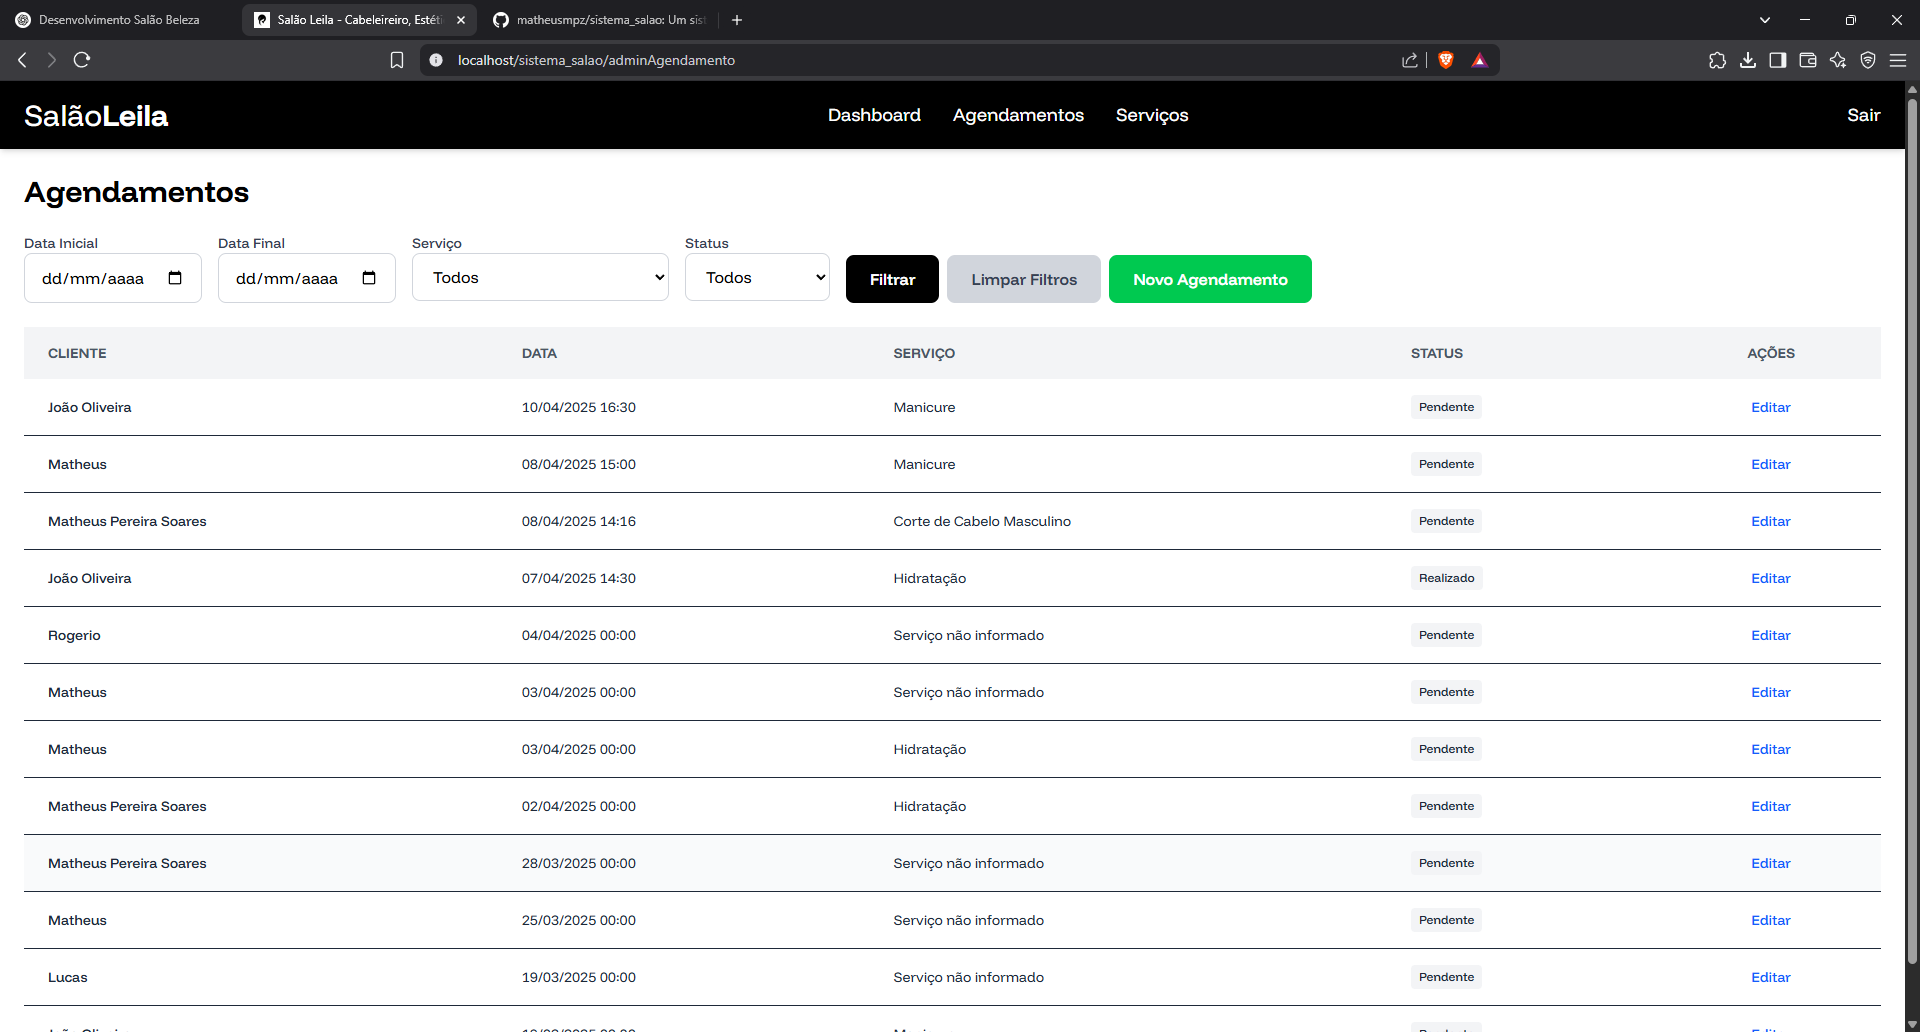 Desenvolvimento Salão Beleza
Salão Leila - Cabeleireiro, Estéti
matheusmpz/sistema_salao: Um sist
localhost/sistema_salao/adminAgendamento
SalãoLeila
Dashboard Agendamentos Serviços
Sair
Agendamentos
Data Inicial Data Final Serviço Status
dd/mm/aaaa dd/mm/aaaa Todos Todos Filtrar Limpar Filtros Novo Agendamento
CLIENTE DATA SERVIÇO STATUS AÇÕES
João Oliveira 10/04/2025 16:30 Manicure Pendente Editar
Matheus 08/04/2025 15:00 Manicure Pendente Editar
Matheus Pereira Soares 08/04/2025 14:16 Corte de Cabelo Masculino Pendente Editar
João Oliveira 07/04/2025 14:30 Hidratação Realizado Editar
Rogerio 04/04/2025 00:00 Serviço não informado Pendente Editar
Matheus 03/04/2025 00:00 Serviço não informado Pendente Editar
Matheus 03/04/2025 00:00 Hidratação Pendente Editar
Matheus Pereira Soares 02/04/2025 00:00 Hidratação Pendente Editar
Matheus Pereira Soares 28/03/2025 00:00 Serviço não informado Pendente Editar
Matheus 25/03/2025 00:00 Serviço não informado Pendente Editar
Lucas 19/03/2025 00:00 Serviço não informado Pendente Editar